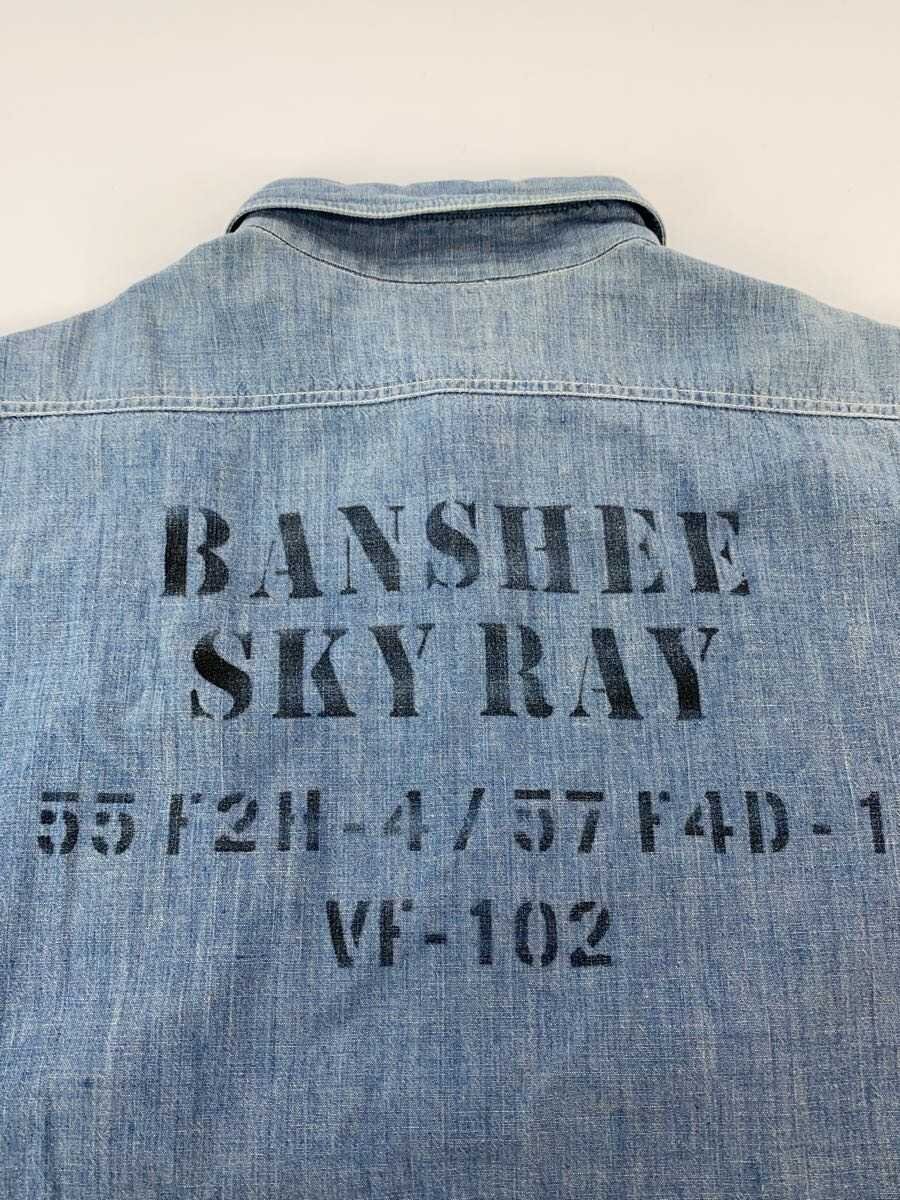 BANSHEE
SKY RAY
55 F2H-4 / 57 F4D-1
VF-102